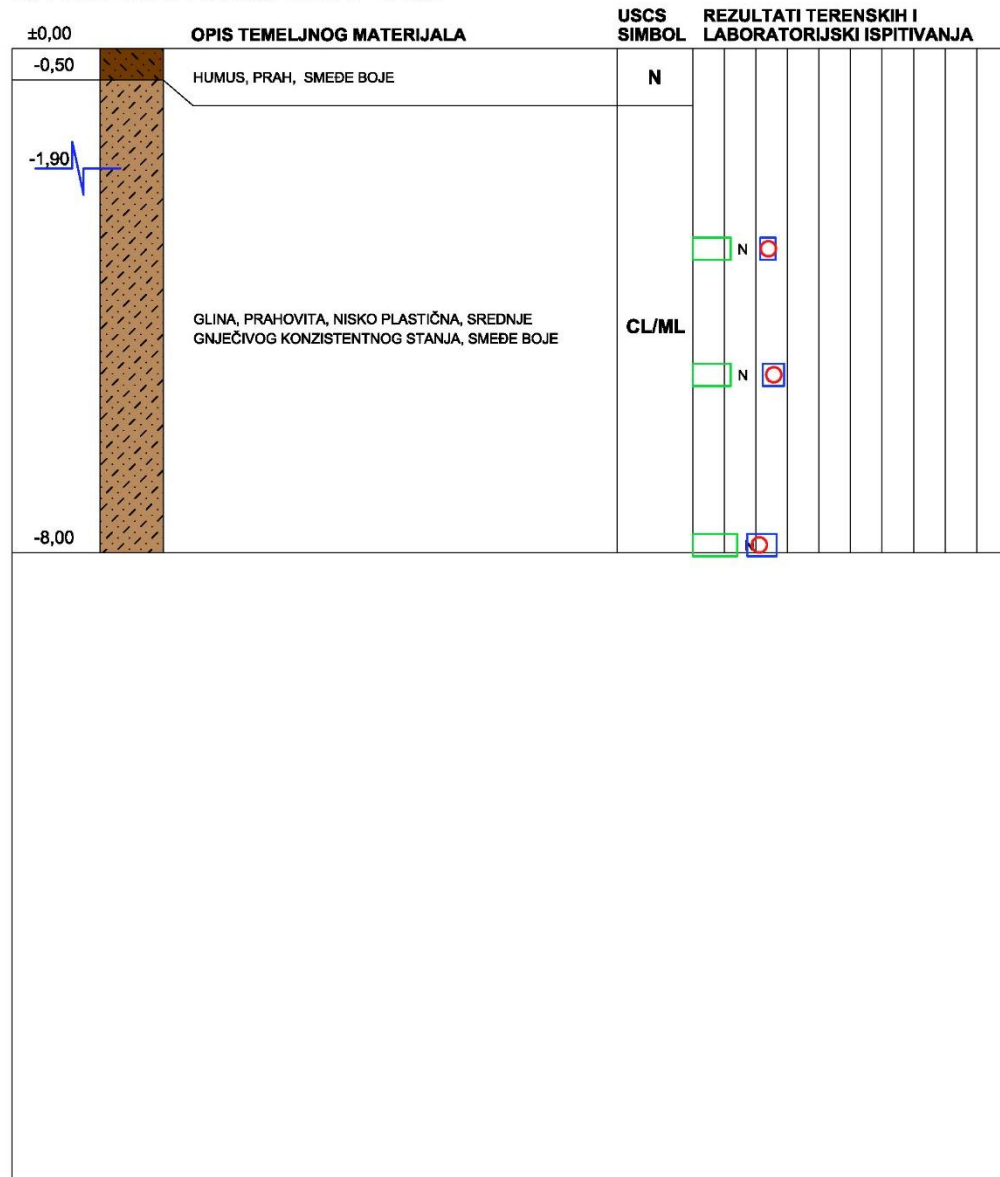 USCS
SIMBOL
REZULTATI TERENSKIH I
LABORATORIJSKI ISPITIVANJA
±0,00
OPIS TEMELJNOG MATERIJALA
-0,50
HUMUS, PRAH, SMEĐE BOJE
N
-1,90
N
GLINA, PRAHOVITA, NISKO PLASTIČNA, SREDNJE
GNJEČIVOG KONZISTENTNOG STANJA, SMEĐE BOJE
CL/ML
N
-8,00
N